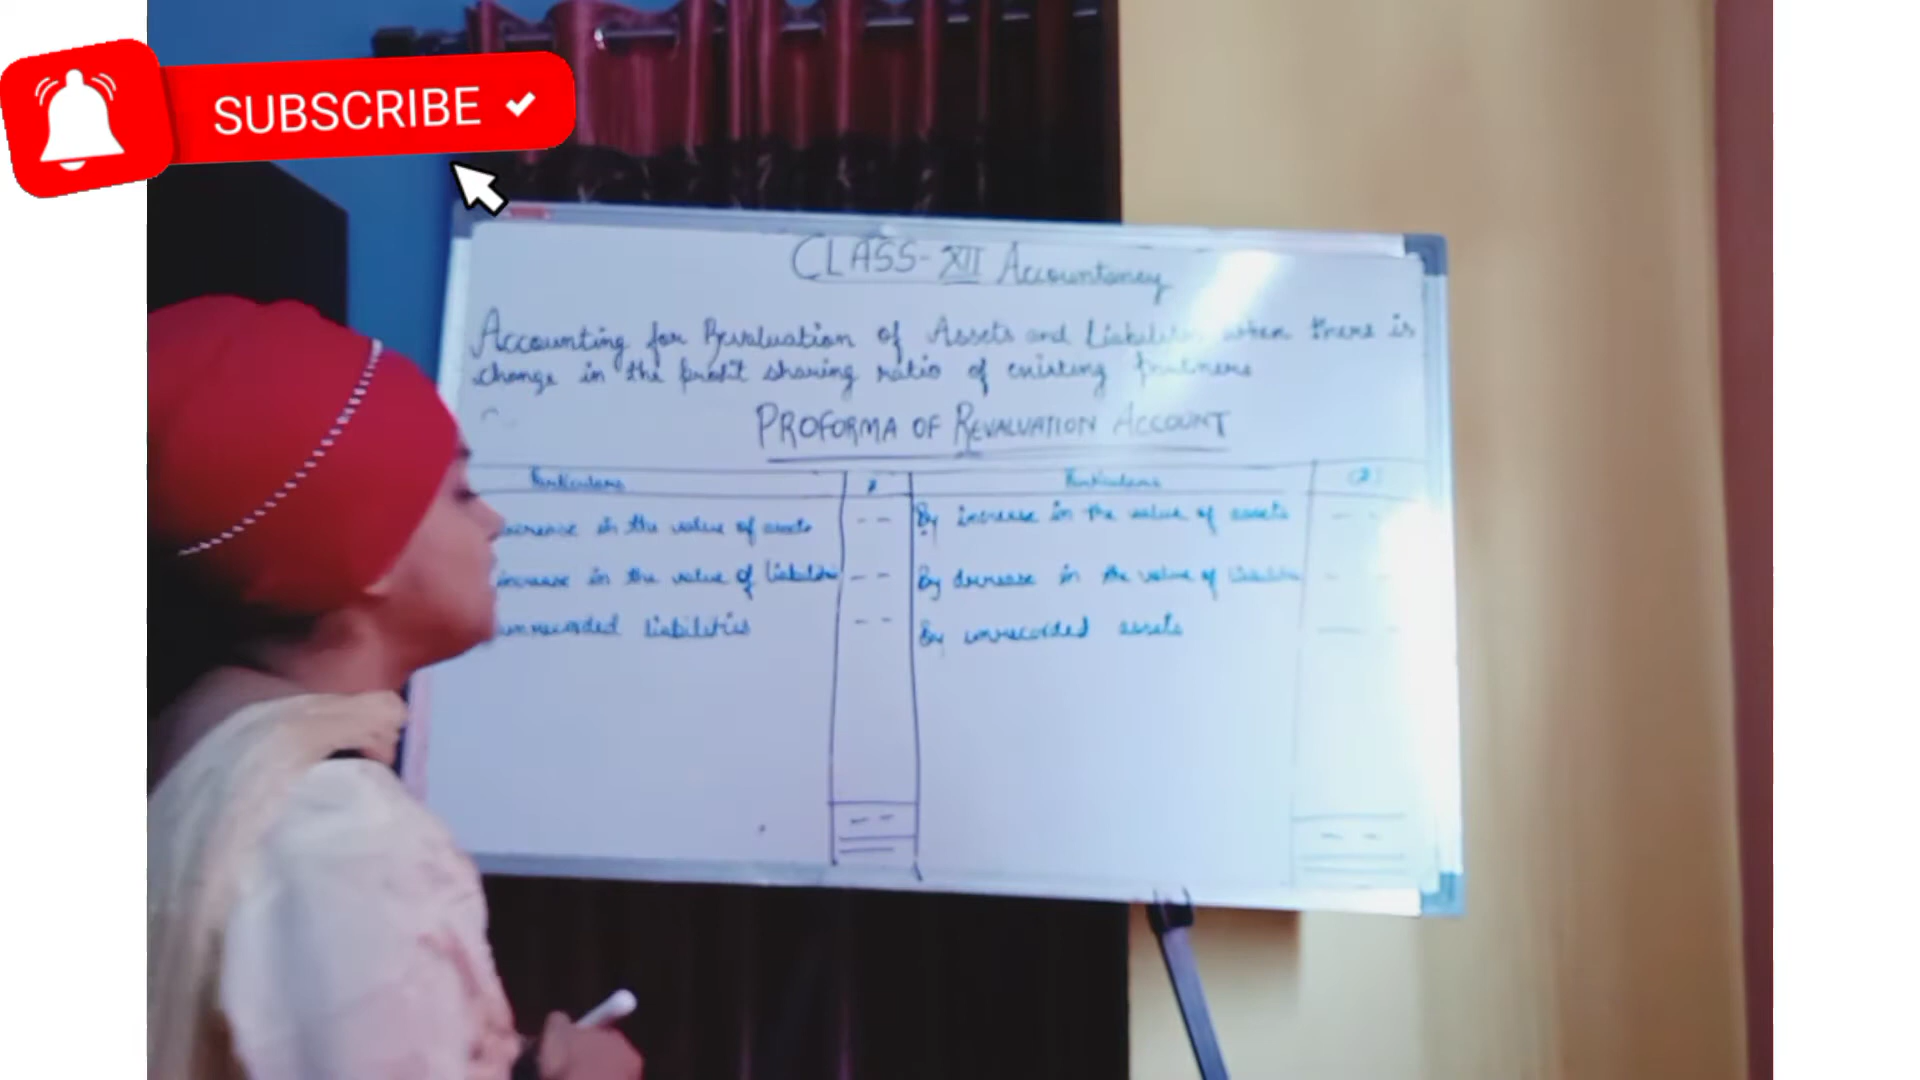 SUBSCRIBE
CLASS-XII Accountancy
Accounting for Revaluation of Assets and Liabilities when there is
change in the profit sharing ratio of existing partners
PROFORMA OF REVALUATION ACCOUNT
Particulars Particulars
in the value of assets -- By increase in the value of assets --
increase in the value of liabilities -- By decrease in the value of liabilities --
unrecorded liabilities -- By unrecorded assets
-- --